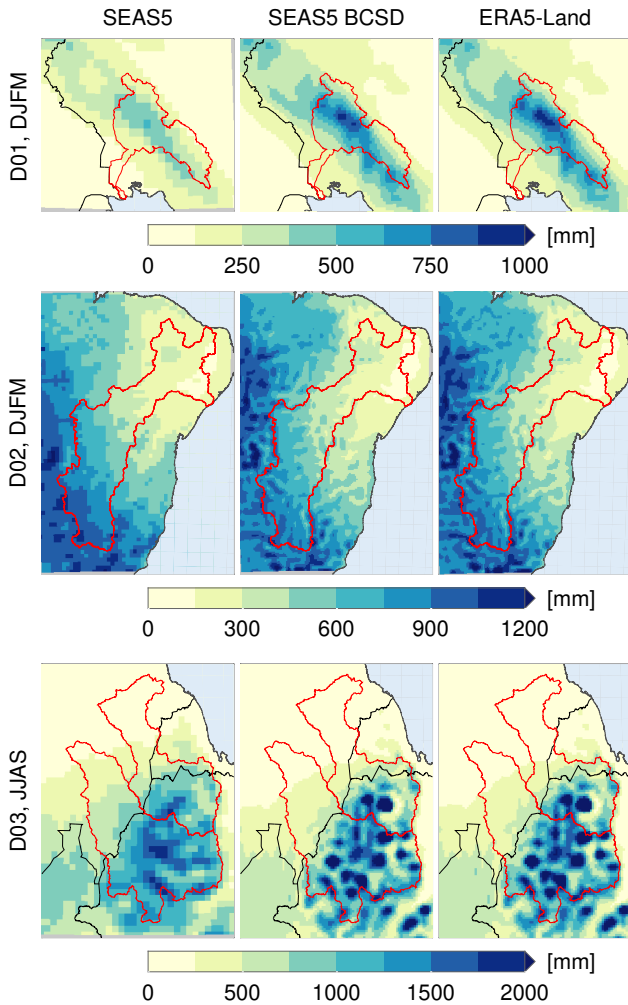 SEAS5 SEAS5 BCSD ERA5-Land
D01, DJFM
[mm]
0 250 500 750 1000
D02, DJFM
[mm]
0 300 600 900 1200
D03, JJAS
[mm]
0 500 1000 1500 2000